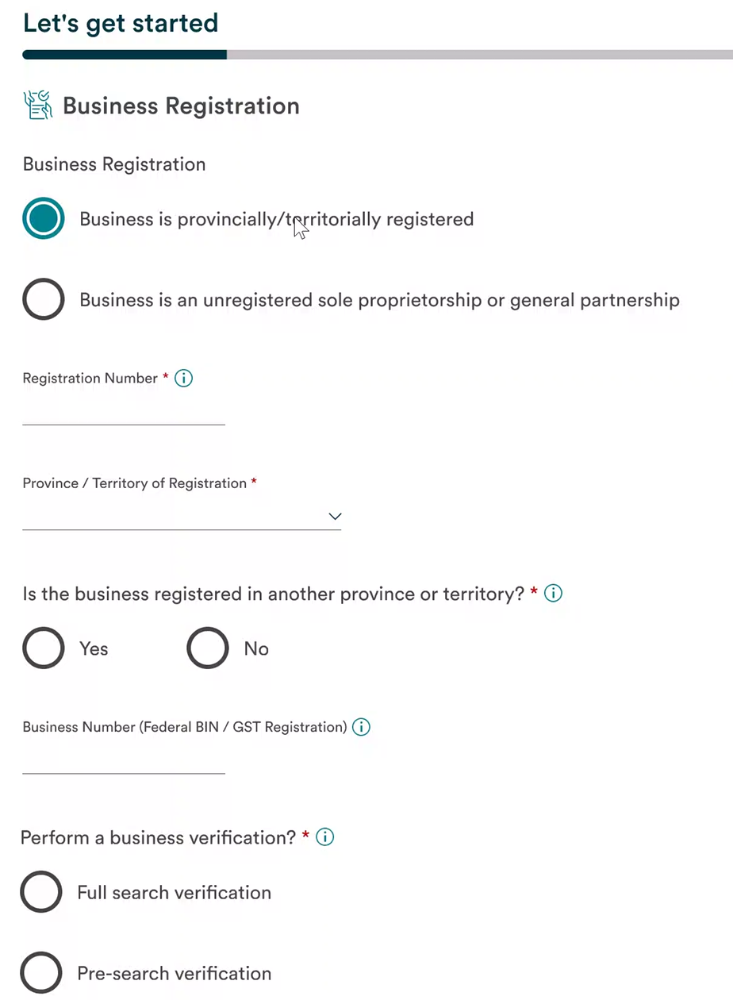 Let's get started
Business Registration
Business Registration
Business is provincially/territorially registered
Business is an unregistered sole proprietorship or general partnership
Registration Number *
Province / Territory of Registration *
Is the business registered in another province or territory? *
Yes No
Business Number (Federal BIN / GST Registration)
Perform a business verification? *
Full search verification
Pre-search verification